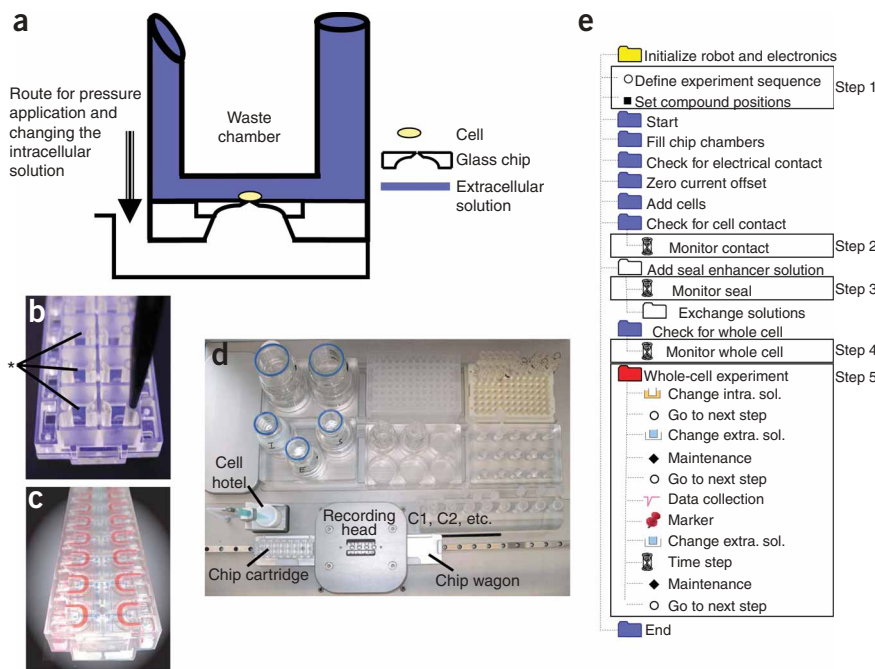 a
Route for pressure
application and
changing the
intracellular
solution
Waste
chamber
Cell
Glass chip
Extracellular
solution
b
*
c
d
Cell
hotel
Recording
head
C1, C2, etc.
Chip cartridge
Chip wagon
e
Initialize robot and electronics
Define experiment sequence
Step 1
Set compound positions
Start
Fill chip chambers
Check for electrical contact
Zero current offset
Add cells
Check for cell contact
Monitor contact
Step 2
Add seal enhancer solution
Monitor seal
Step 3
Exchange solutions
Check for whole cell
Monitor whole cell
Step 4
Whole-cell experiment
Step 5
Change intra. sol.
Go to next step
Change extra. sol.
Maintenance
Go to next step
Data collection
Marker
Change extra. sol.
Time step
Maintenance
Go to next step
End